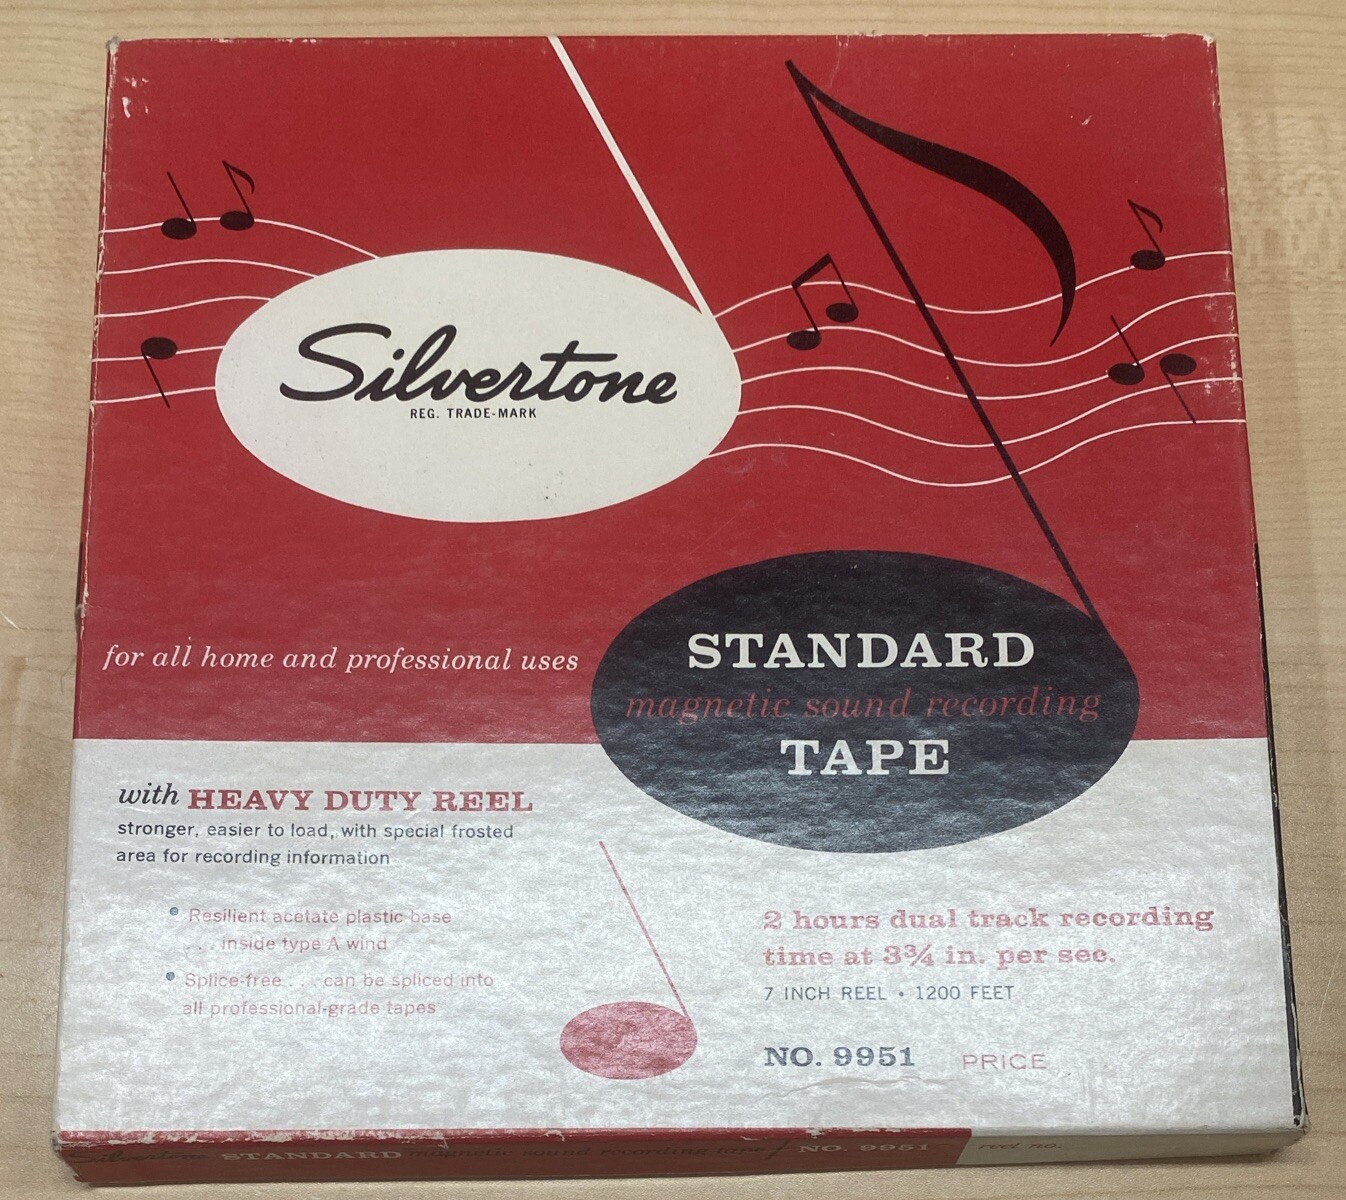 Silvertone
REG. TRADE-MARK
for all home and professional uses
STANDARD
magnetic sound recording
TAPE
with HEAVY DUTY REEL
stronger, easier to load, with special frosted
area for recording information
• Resilient acetate plastic base
. . . inside type A wind
• Splice-free . . . can be spliced into
all professional-grade tapes
2 hours dual track recording
time at 3¾ in. per sec.
7 INCH REEL • 1200 FEET
NO. 9951 PRICE
Silvertone STANDARD magnetic sound recording tape / NO. 9951 reel no.